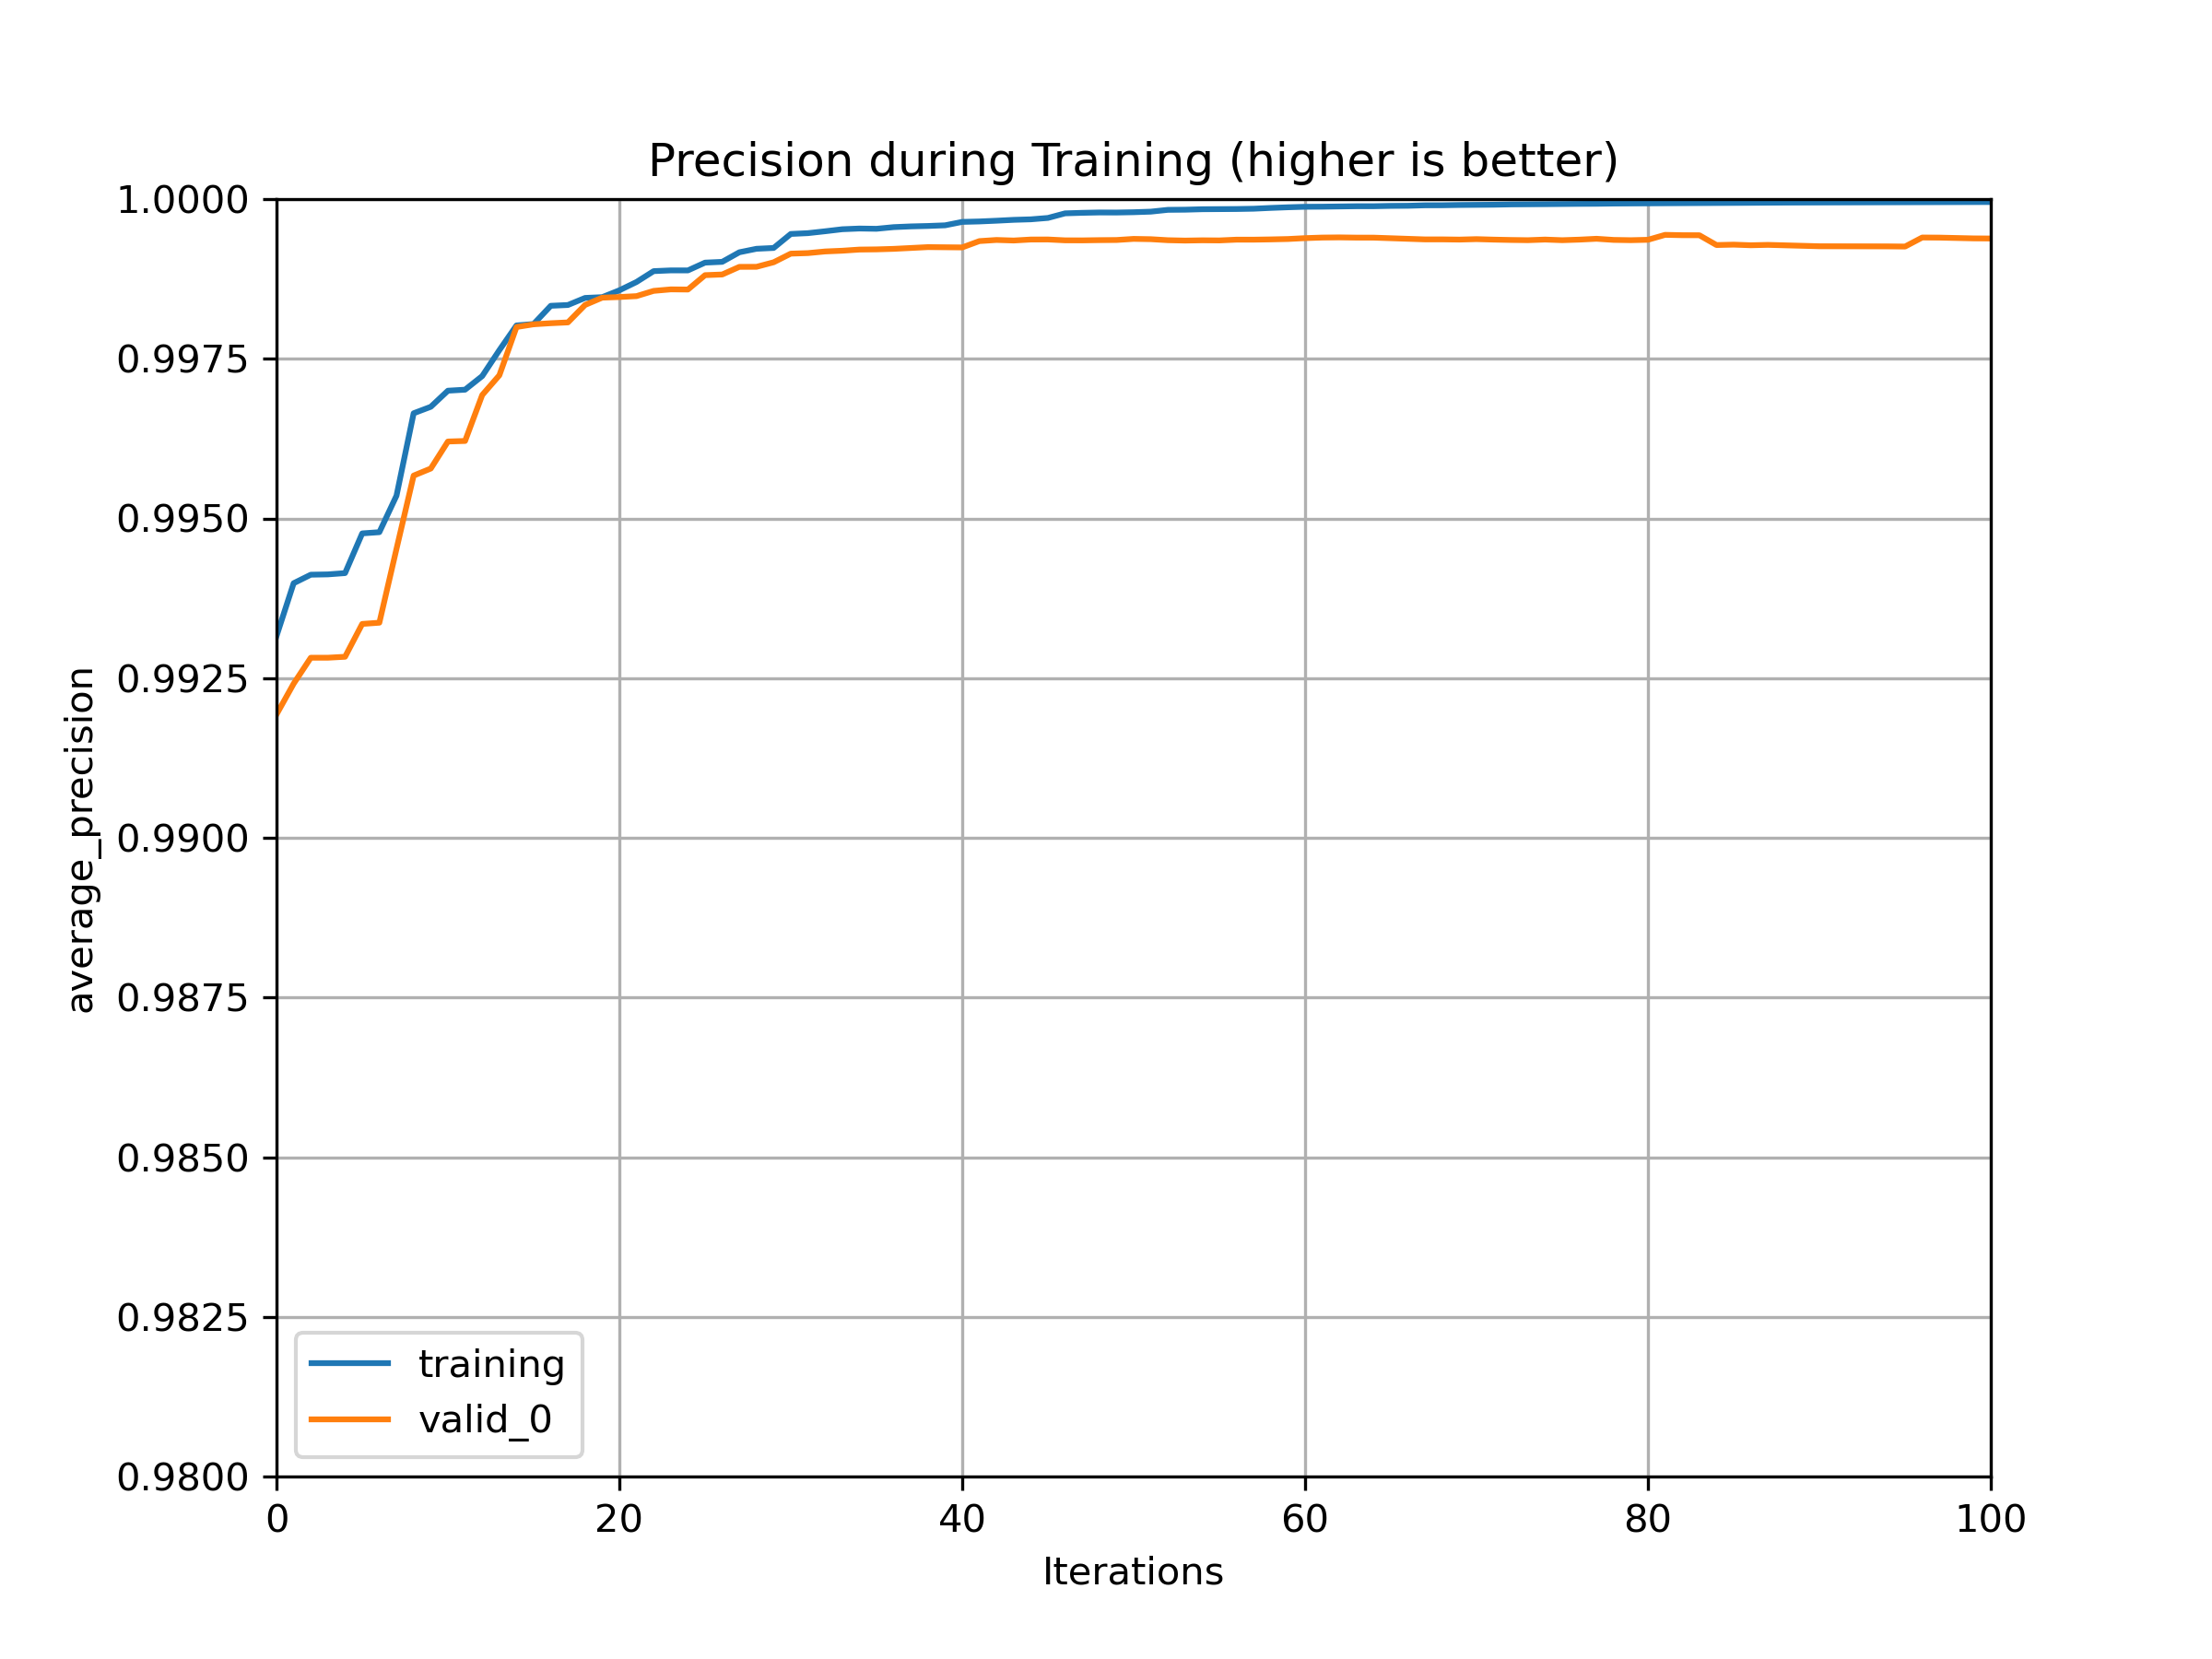 Precision during Training (higher is better)
1.0000
0.9975
0.9950
0.9925
0.9900
0.9875
0.9850
0.9825
0.9800
average_precision
training
valid_0
0 20 40 60 80 100
Iterations